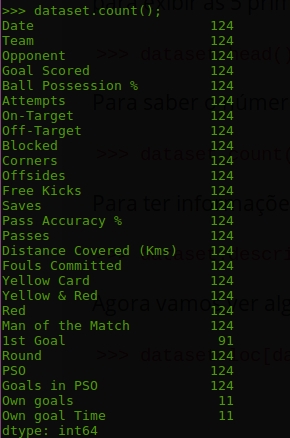 >>> dataset.count();
Date 124
Team 124
Opponent 124
Goal Scored 124
Ball Possession % 124
Attempts 124
On-Target 124
Off-Target 124
Blocked 124
Corners 124
Offsides 124
Free Kicks 124
Saves 124
Pass Accuracy % 124
Passes 124
Distance Covered (Kms) 124
Fouls Committed 124
Yellow Card 124
Yellow & Red 124
Red 124
Man of the Match 124
1st Goal 91
Round 124
PSO 124
Goals in PSO 124
Own goals 11
Own goal Time 11
dtype: int64